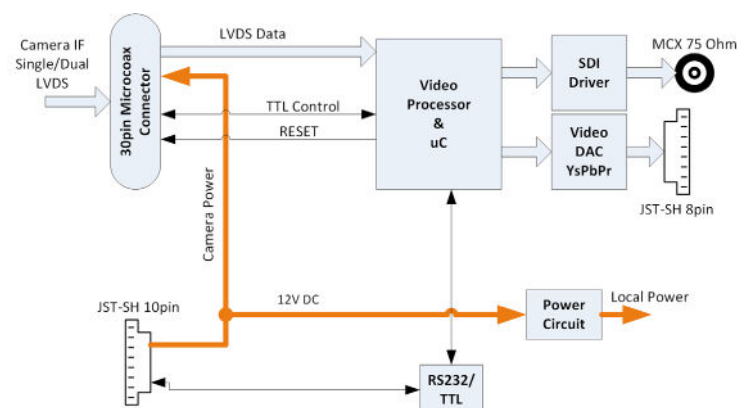 Camera IF
Single/Dual
LVDS
30pin Microcoax
Connector
LVDS Data
TTL Control
RESET
Camera Power
Video
Processor
&
uC
SDI
Driver
MCX 75 Ohm
Video
DAC
YsPbPr
JST-SH 8pin
JST-SH 10pin
12V DC
Power
Circuit
Local Power
RS232/
TTL